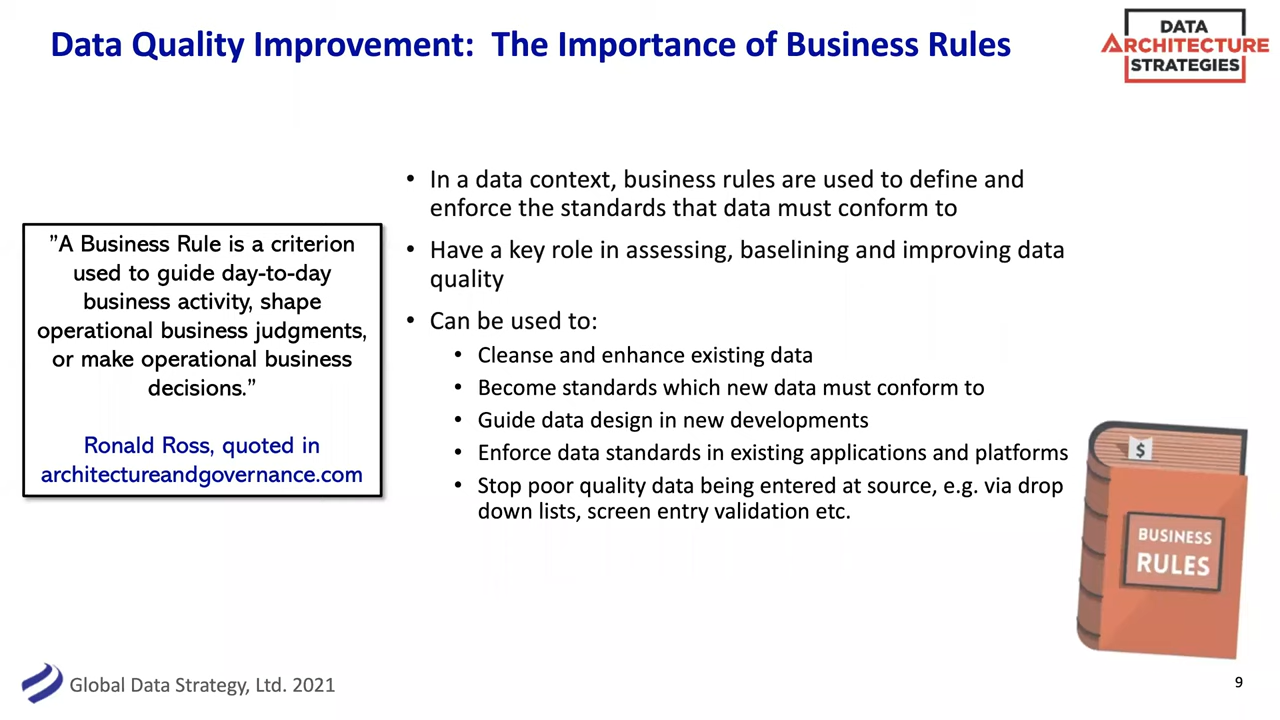 Data Quality Improvement:  The Importance of Business Rules
DATA
ARCHITECTURE
STRATEGIES
”A Business Rule is a criterion
used to guide day-to-day
business activity, shape
operational business judgments,
or make operational business
decisions.”
Ronald Ross, quoted in
architectureandgovernance.com
• In a data context, business rules are used to define and
enforce the standards that data must conform to
• Have a key role in assessing, baselining and improving data
quality
• Can be used to:
• Cleanse and enhance existing data
• Become standards which new data must conform to
• Guide data design in new developments
• Enforce data standards in existing applications and platforms
• Stop poor quality data being entered at source, e.g. via drop
down lists, screen entry validation etc.
$
BUSINESS
RULES
Global Data Strategy, Ltd. 2021
9